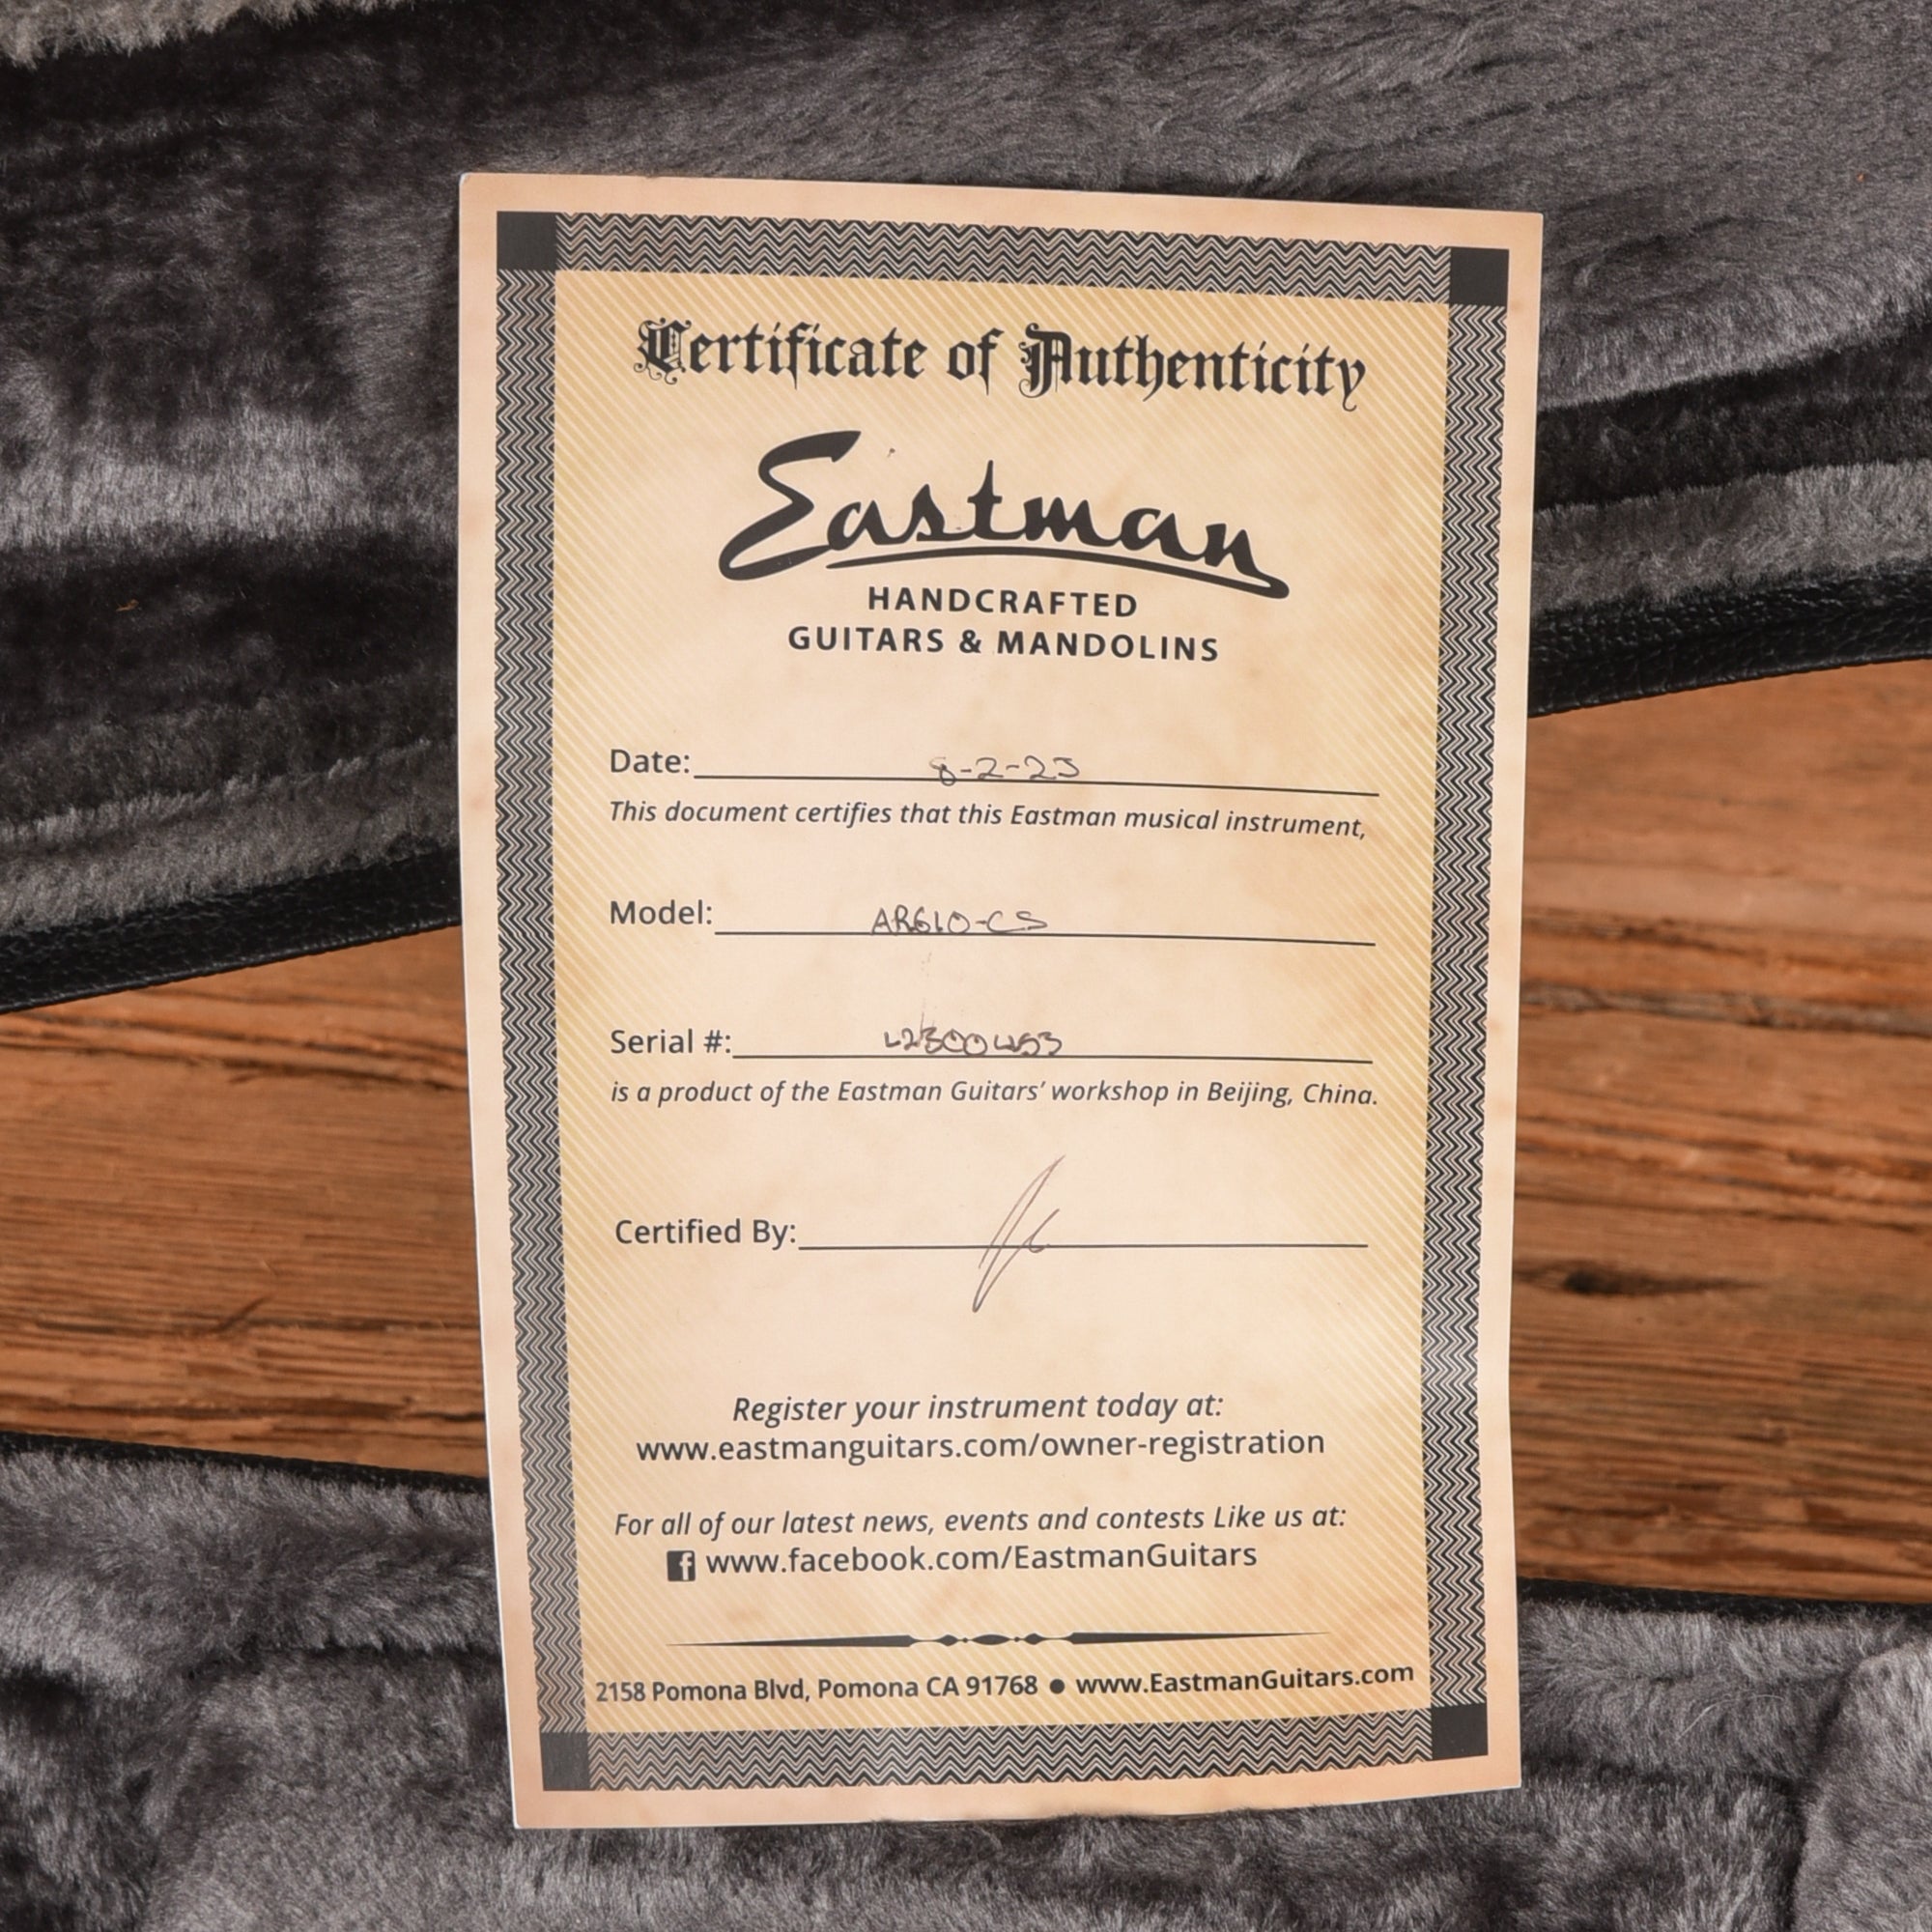 Certificate of Authenticity
Eastman
HANDCRAFTED
GUITARS & MANDOLINS
Date: 8-2-23
This document certifies that this Eastman musical instrument,
Model: AR610-CS
Serial #:
is a product of the Eastman Guitars' workshop in Beijing, China.
Certified By:
Register your instrument today at:
www.eastmanguitars.com/owner-registration
For all of our latest news, events and contests Like us at:
f www.facebook.com/EastmanGuitars
2158 Pomona Blvd, Pomona CA 91768 ● www.EastmanGuitars.com